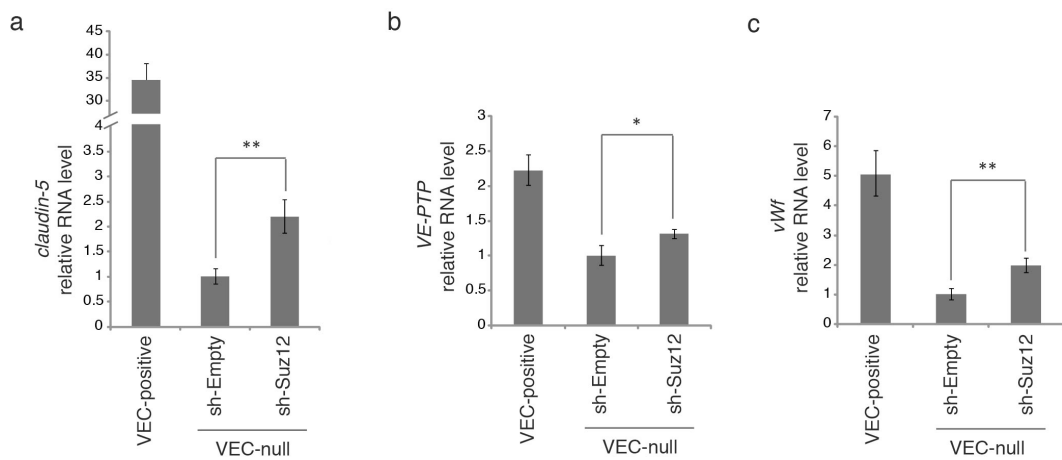 a
b
c
45
40
35
30
4
3.5
3
2.5
2
1.5
1
0.5
0
claudin-5
relative RNA level
**
VEC-positive
sh-Empty
sh-Suz12
VEC-null
3
2.5
2
1.5
1
0.5
0
VE-PTP
relative RNA level
*
VEC-positive
sh-Empty
sh-Suz12
VEC-null
7
6
5
4
3
2
1
0
vWf
relative RNA level
**
VEC-positive
sh-Empty
sh-Suz12
VEC-null